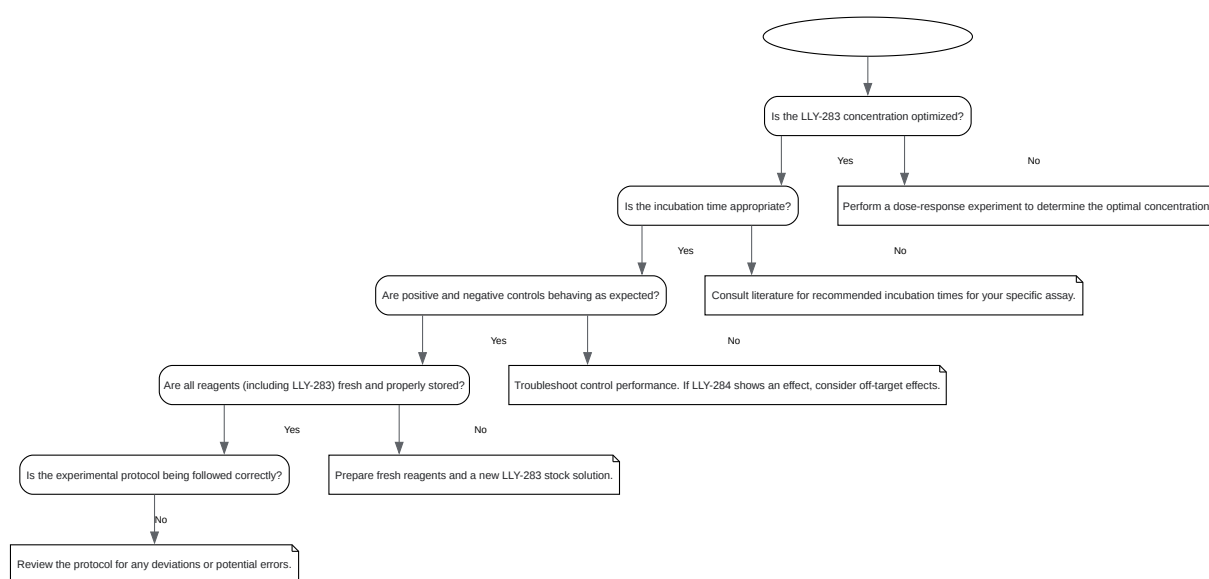 Is the LLY-283 concentration optimized?
Yes
No
Is the incubation time appropriate?
Perform a dose-response experiment to determine the optimal concentration
Yes
No
Are positive and negative controls behaving as expected?
Consult literature for recommended incubation times for your specific assay.
Yes
No
Are all reagents (including LLY-283) fresh and properly stored?
Troubleshoot control performance. If LLY-284 shows an effect, consider off-target effects.
Yes
No
Is the experimental protocol being followed correctly?
Prepare fresh reagents and a new LLY-283 stock solution.
No
Review the protocol for any deviations or potential errors.